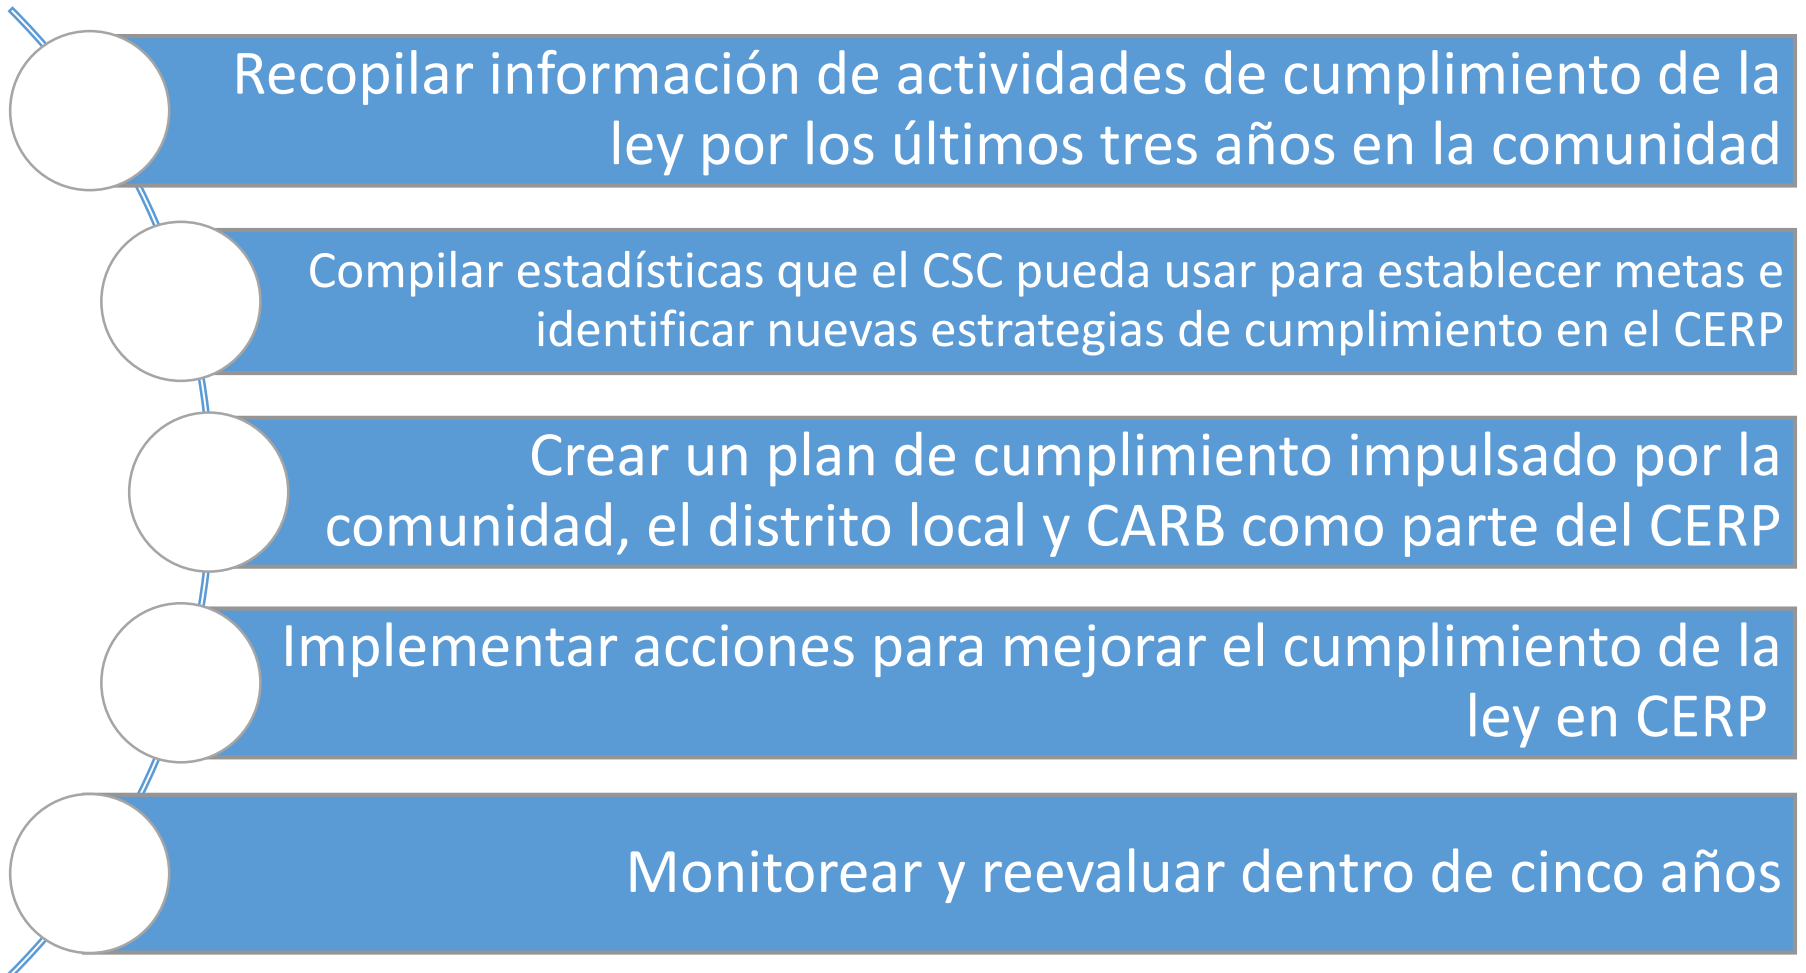 Recopilar información de actividades de cumplimiento de la
ley por los últimos tres años en la comunidad
Compilar estadísticas que el CSC pueda usar para establecer metas e
identificar nuevas estrategias de cumplimiento en el CERP
Crear un plan de cumplimiento impulsado por la
comunidad, el distrito local y CARB como parte del CERP
Implementar acciones para mejorar el cumplimiento de la
ley en CERP
Monitorear y reevaluar dentro de cinco años